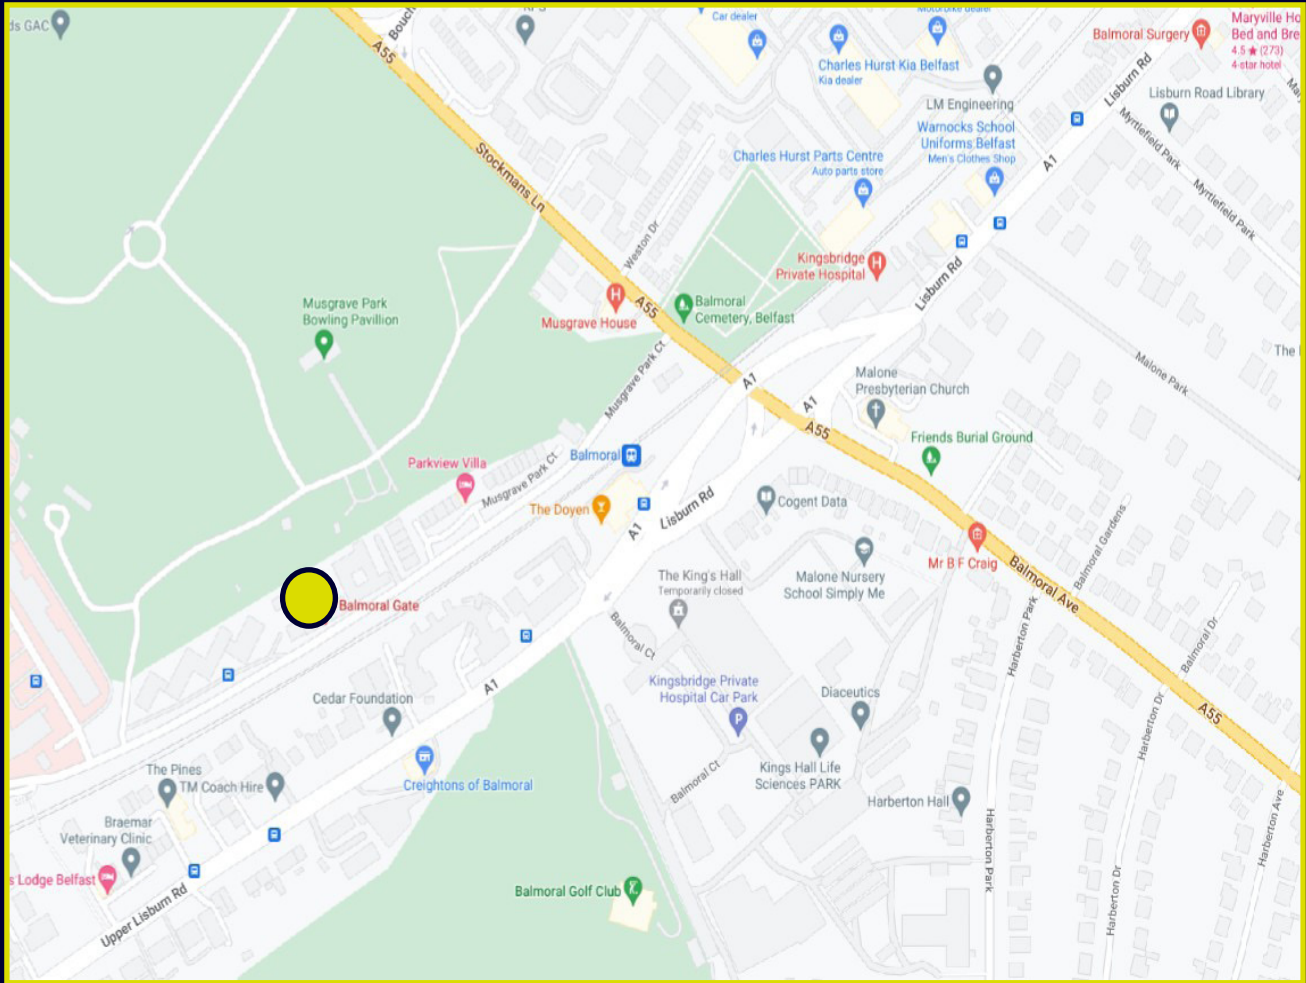 ds GAC
A55
Bouch
Car dealer
Motorbike dealer
Charles Hurst Kia Belfast
Kia dealer
LM Engineering
Balmoral Surgery
Maryville Ho
Bed and Bre
4.5 ★ (273)
4-star hotel
Lisburn Rd
Lisburn Road Library
Warnocks School
Uniforms Belfast
Men's Clothes Shop
A1
Myrtlefield Park
Myrtlefield Park
Stockmans Ln
Charles Hurst Parts Centre
Auto parts store
Weston Dr
Kingsbridge
Private Hospital
Lisburn Rd
Musgrave Park
Bowling Pavillion
Musgrave House
A55
Balmoral
Cemetery, Belfast
Malone Park
The
Musgrave Park Ct
A1
A1
Malone
Presbyterian Church
A55
Friends Burial Ground
Balmoral
Parkview Villa
Musgrave Park Ct
The Doyen
A1
Lisburn Rd
Cogent Data
Mr B F Craig
Balmoral Ave
Balmoral Gardens
The King's Hall
Temporarily closed
Malone Nursery
School Simply Me
Balmoral Gate
Balmoral Ct
Harberton Park
Balmoral Dr
Cedar Foundation
A1
Kingsbridge Private
Hospital Car Park
P
Diaceutics
Harberton Dr
A55
The Pines
TM Coach Hire
Creightons of Balmoral
Balmoral Ct
Kings Hall Life
Sciences PARK
Harberton Hall
Harberton Park
Harberton Ave
Braemar
Veterinary Clinic
s Lodge Belfast
Upper Lisburn Rd
Balmoral Golf Club
Harberton Dr